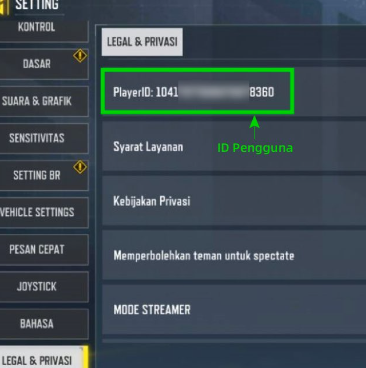 SETTING
KONTROL
DASAR
SUARA & GRAFIK
SENSITIVITAS
SETTING BR
VEHICLE SETTINGS
PESAN CEPAT
JOYSTICK
BAHASA
LEGAL & PRIVASI
LEGAL & PRIVASI
PlayerID: 1041 8360
ID Pengguna
Syarat Layanan
Kebijakan Privasi
Memperbolehkan teman untuk spectate
MODE STREAMER